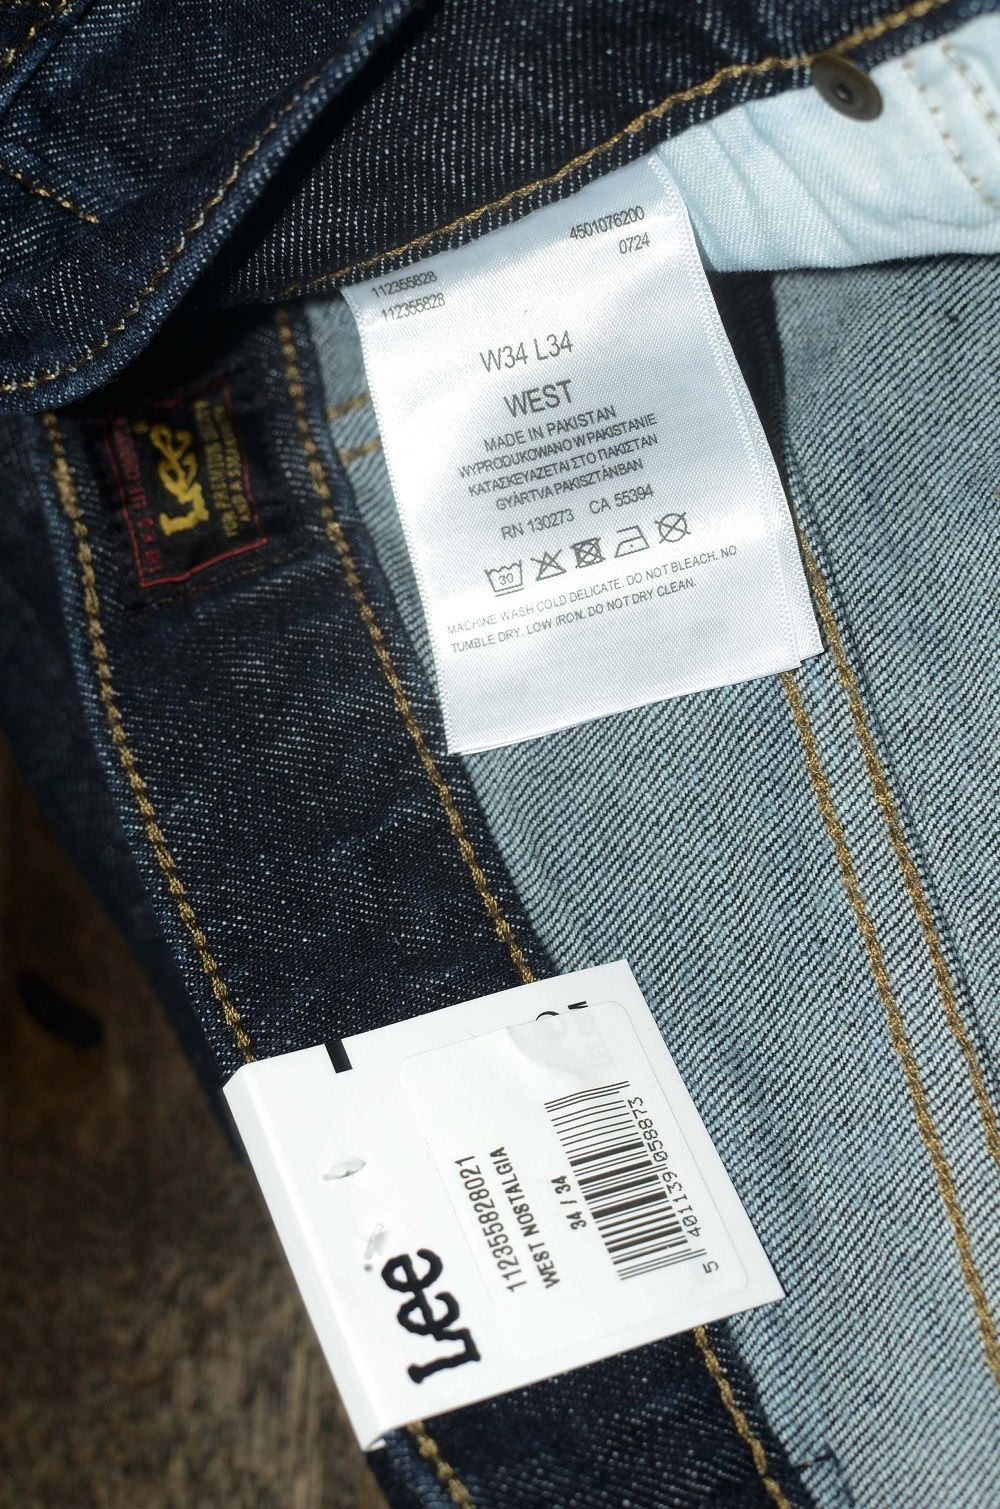 4501076200
0724
112355828
112355828
W34 L34
WEST
MADE IN PAKISTAN
WYPRODUKOWANO W PAKISTANIE
ΚΑΤΑΣΚΕΥΑΖΕΤΑΙ ΣΤΟ ΠΑΚΙΣΤΑΝ
GYÁRTVA PAKISZTÁNBAN
RN 130273 CA 55394
30
MACHINE WASH COLD DELICATE. DO NOT BLEACH. NO
TUMBLE DRY. LOW IRON. DO NOT DRY CLEAN.
Lee
Lee
112355828021
WEST NOSTALGIA
34 / 34
5 401139 058873